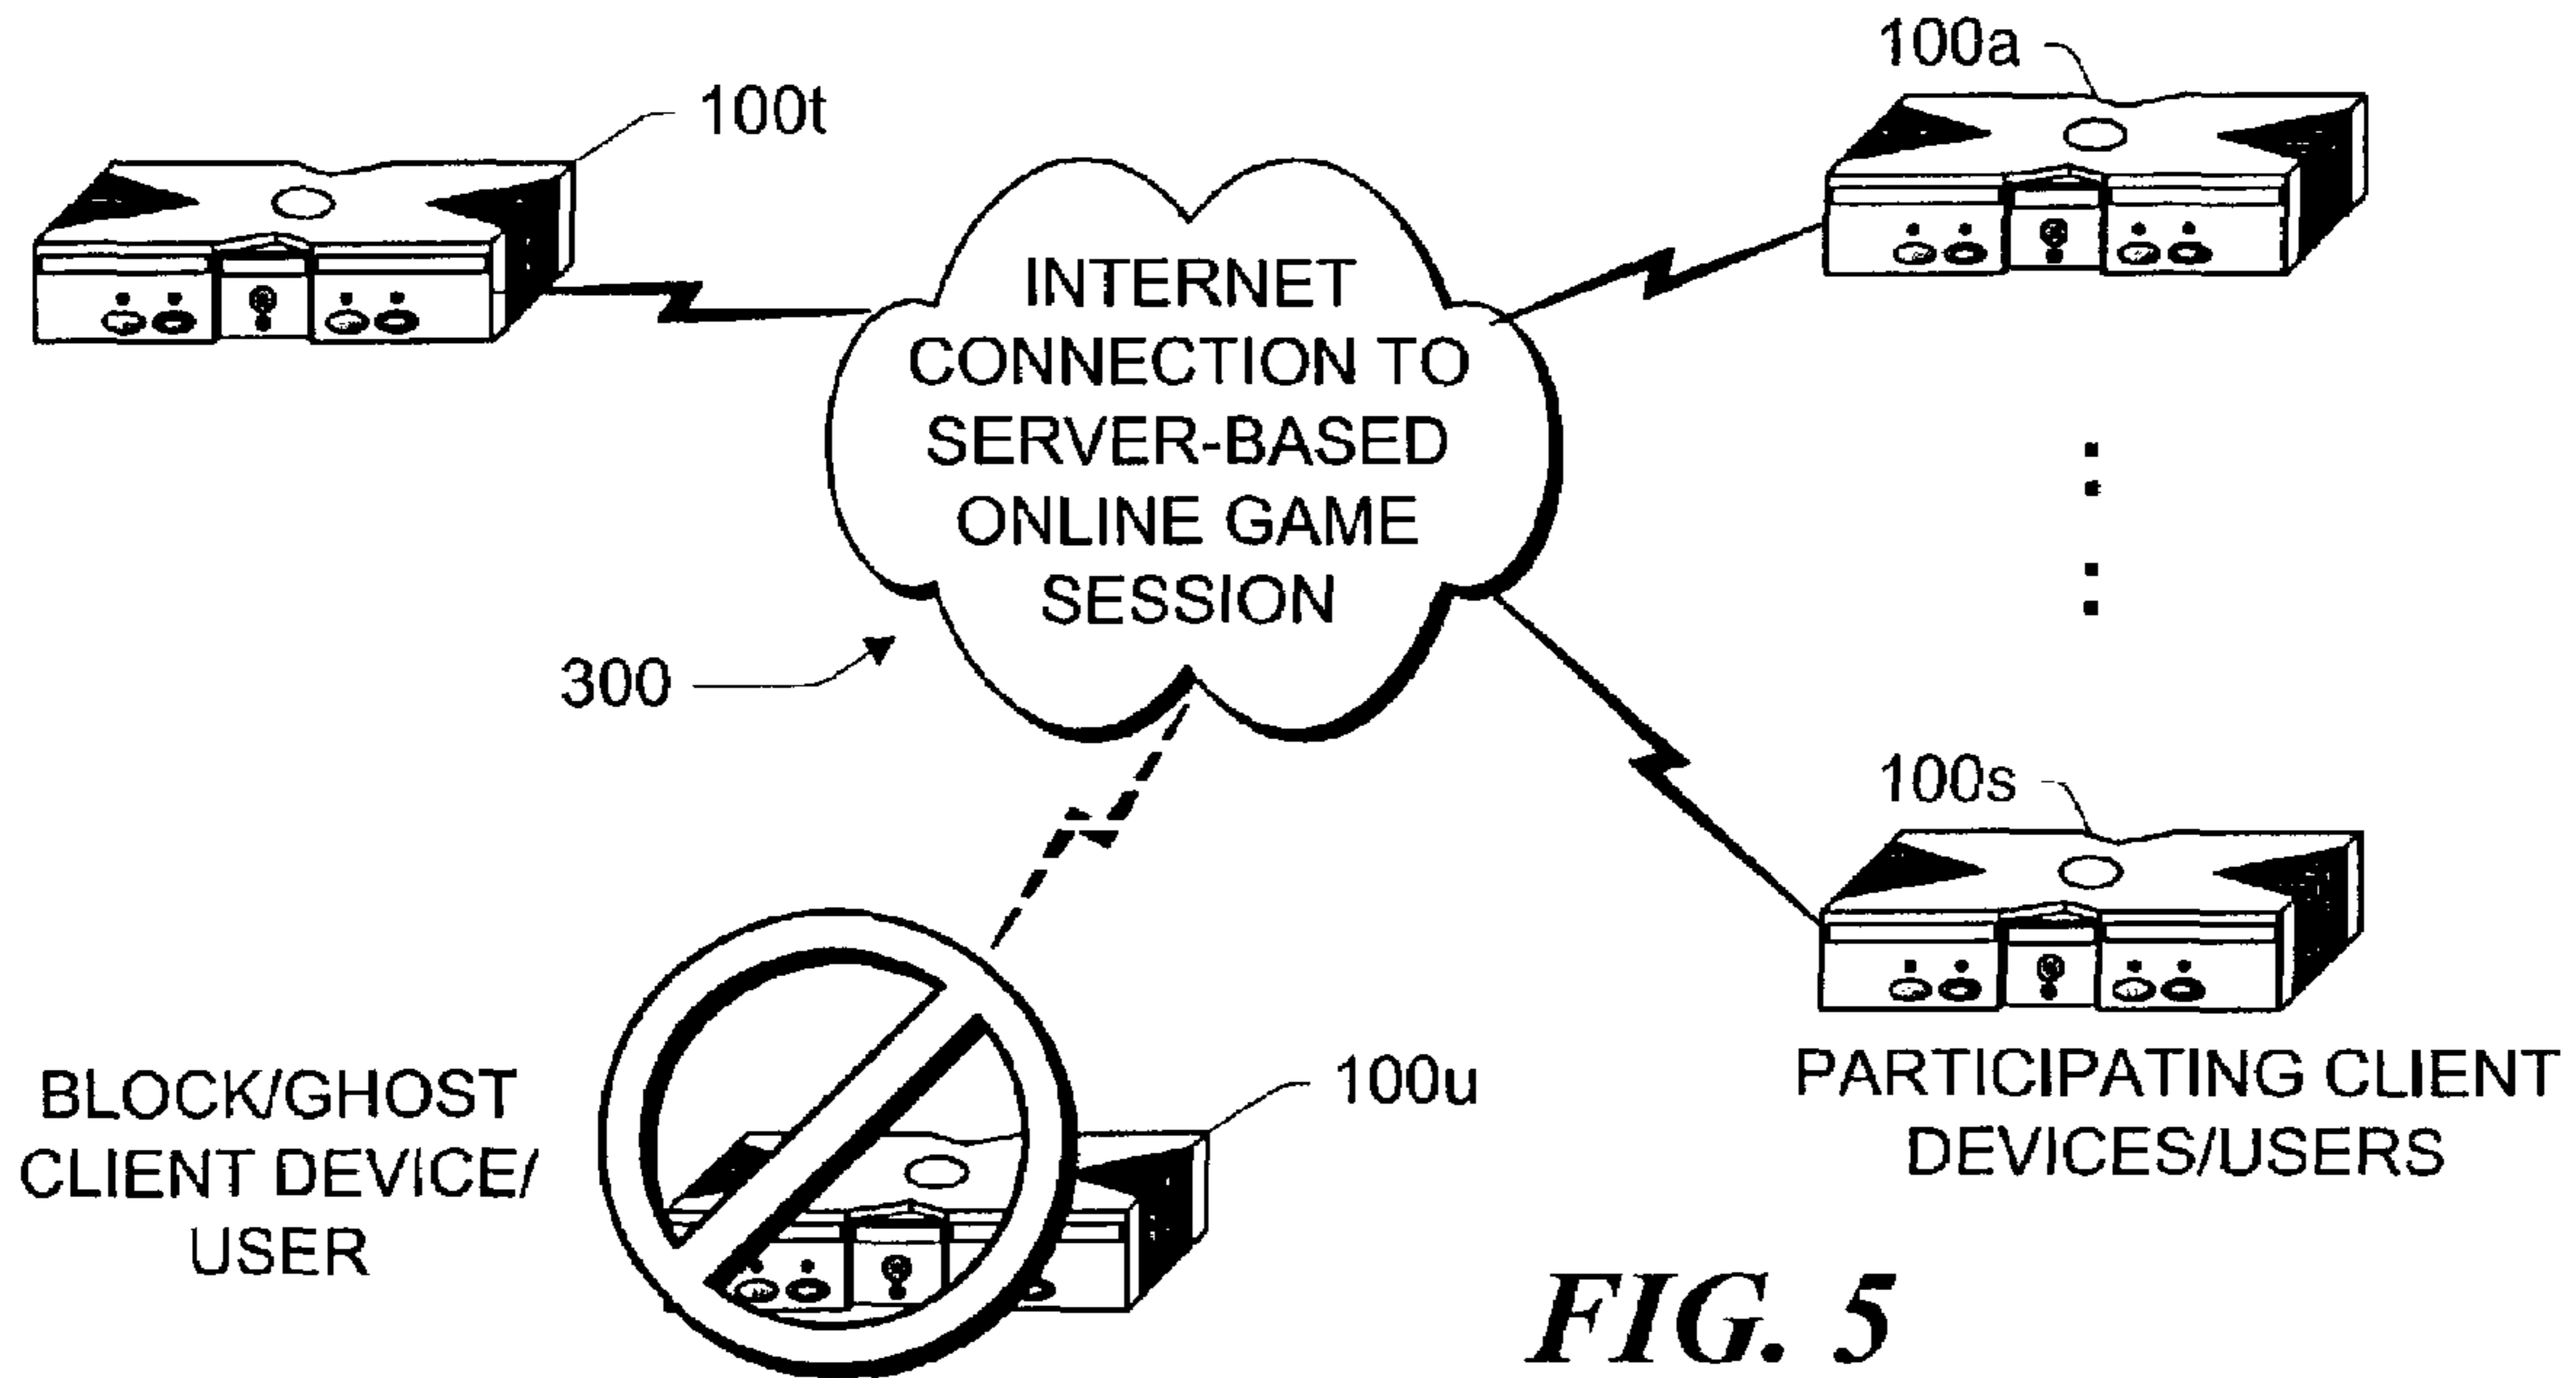 100t
100a
INTERNET
CONNECTION TO
SERVER-BASED
ONLINE GAME
SESSION
300
100s
100u
BLOCK/GHOST
CLIENT DEVICE/
USER
PARTICIPATING CLIENT
DEVICES/USERS
FIG. 5